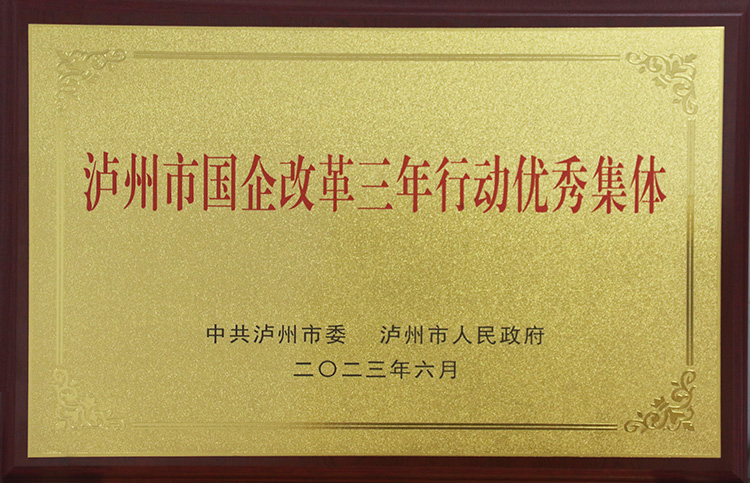 泸州市国企改革三年行动优秀集体
中共泸州市委 泸州市人民政府
二〇二三年六月